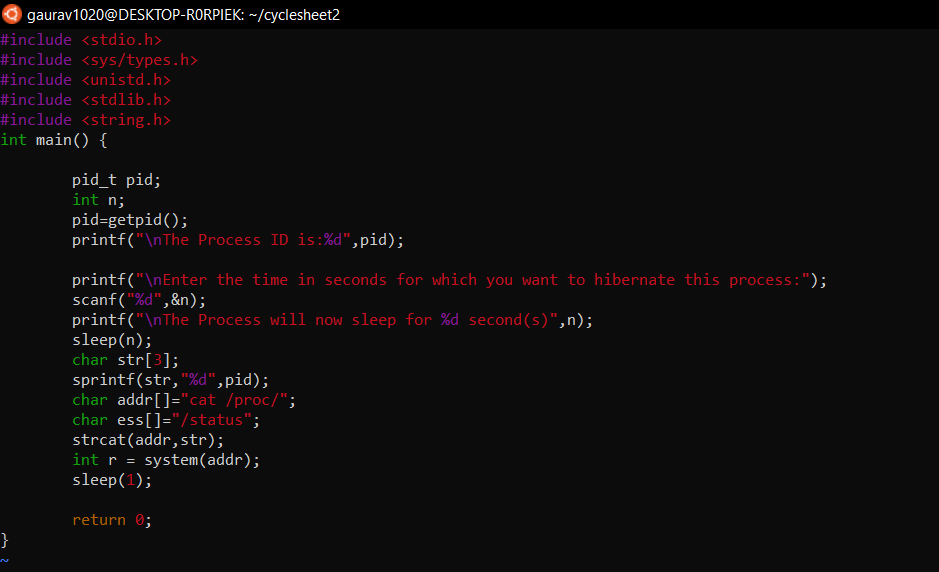 gaurav1020@DESKTOP-R0RPIEK: ~/cyclesheet2
#include <stdio.h>
#include <sys/types.h>
#include <unistd.h>
#include <stdlib.h>
#include <string.h>
int main() {
        pid_t pid;
        int n;
        pid=getpid();
        printf("\nThe Process ID is:%d",pid);
        printf("\nEnter the time in seconds for which you want to hibernate this process:");
        scanf("%d",&n);
        printf("\nThe Process will now sleep for %d second(s)",n);
        sleep(n);
        char str[3];
        sprintf(str,"%d",pid);
        char addr[]="cat /proc/";
        char ess[]="/status";
        strcat(addr,str);
        int r = system(addr);
        sleep(1);
        return 0;
}
~